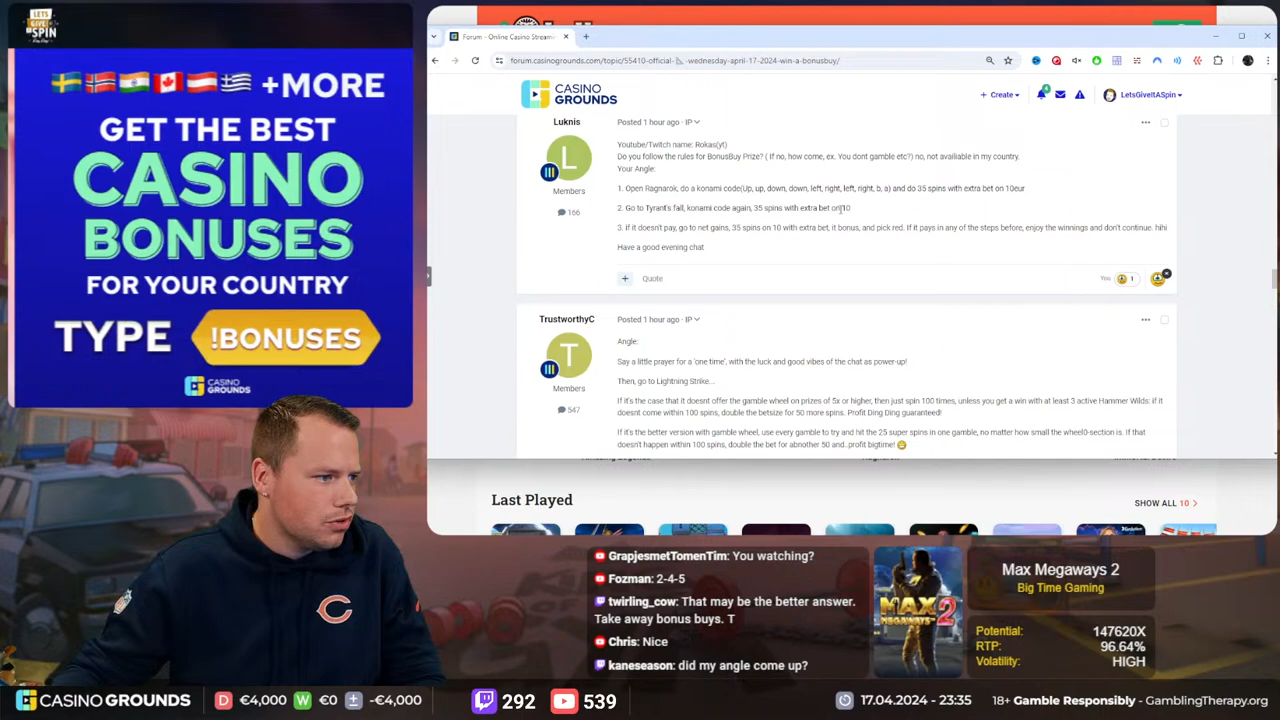 LETS
GIVE IT A
SPIN
+MORE
GET THE BEST
CASINO
BONUSES
FOR YOUR COUNTRY
TYPE !BONUSES
CASINO
GROUNDS
Forum - Online Casino Stream
forum.casinogrounds.com/topic/55410-official-📐-wednesday-april-17-2024-win-a-bonusbuy/
CASINO
GROUNDS
+ Create
4
LetsGiveItASpin
Luknis
Posted 1 hour ago · IP
L
Members
166
Youtube/Twitch name: Rokas(yt)
Do you follow the rules for BonusBuy Prize? ( If no, how come, ex. You dont gamble etc?) no, not availiable in my country.
Your Angle:
1. Open Ragnarok, do a konami code(Up, up, down, down, left, right, left, right, b, a) and do 35 spins with extra bet on 10eur
2. Go to Tyrant's fall, konami code again, 35 spins with extra bet on 10
3. if it doesn't pay, go to net gains, 35 spins on 10 with extra bet, it bonus, and pick red. If it pays in any of the steps before, enjoy the winnings and don't continue. hihi
Have a good evening chat
+ Quote
You 1
TrustworthyC
Posted 1 hour ago · IP
T
Members
547
Angle:
Say a little prayer for a 'one time', with the luck and good vibes of the chat as power-up!
Then, go to Lightning Strike...
If it's the case that it doesnt offer the gamble wheel on prizes of 5x or higher, then just spin 100 times, unless you get a win with at least 3 active Hammer Wilds: if it
doesnt come within 100 spins, double the betsize for 50 more spins. Profit Ding Ding guaranteed!
If it's the better version with gamble wheel, use every gamble to try and hit the 25 super spins in one gamble, no matter how small the wheel0-section is. If that
doesn't happen within 100 spins, double the bet for abnother 50 and..profit bigtime!
Last Played
SHOW ALL 10 >
GrapjesmetTomenTim: You watching?
Fozman: 2-4-5
twirling_cow: That may be the better answer.
Take away bonus buys. T
Chris: Nice
kaneseason: did my angle come up?
MAX
MEGAWAYS
2
Max Megaways 2
Big Time Gaming
Potential: 147620X
RTP: 96.64%
Volatility: HIGH
CASINOGROUNDS
D €4,000 W €0 ± -€4,000
292
539
17.04.2024 - 23:35
18+ Gamble Responsibly - GamblingTherapy.org